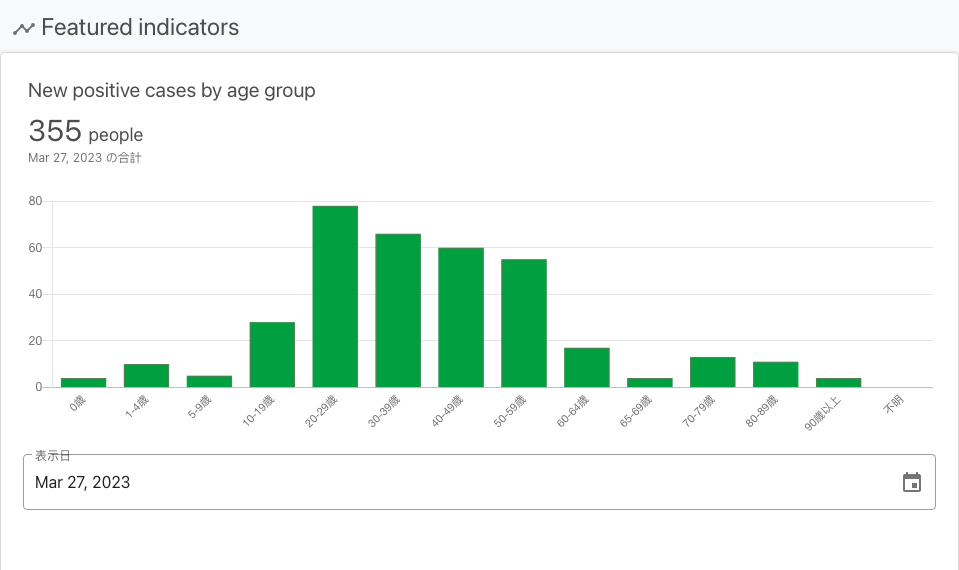 Featured indicators
New positive cases by age group
355 people
Mar 27, 2023 の合計
80
60
40
20
0
0歳
1-4歳
5-9歳
10-19歳
20-29歳
30-39歳
40-49歳
50-59歳
60-64歳
65-69歳
70-79歳
80-89歳
90歳以上
不明
表示日
Mar 27, 2023